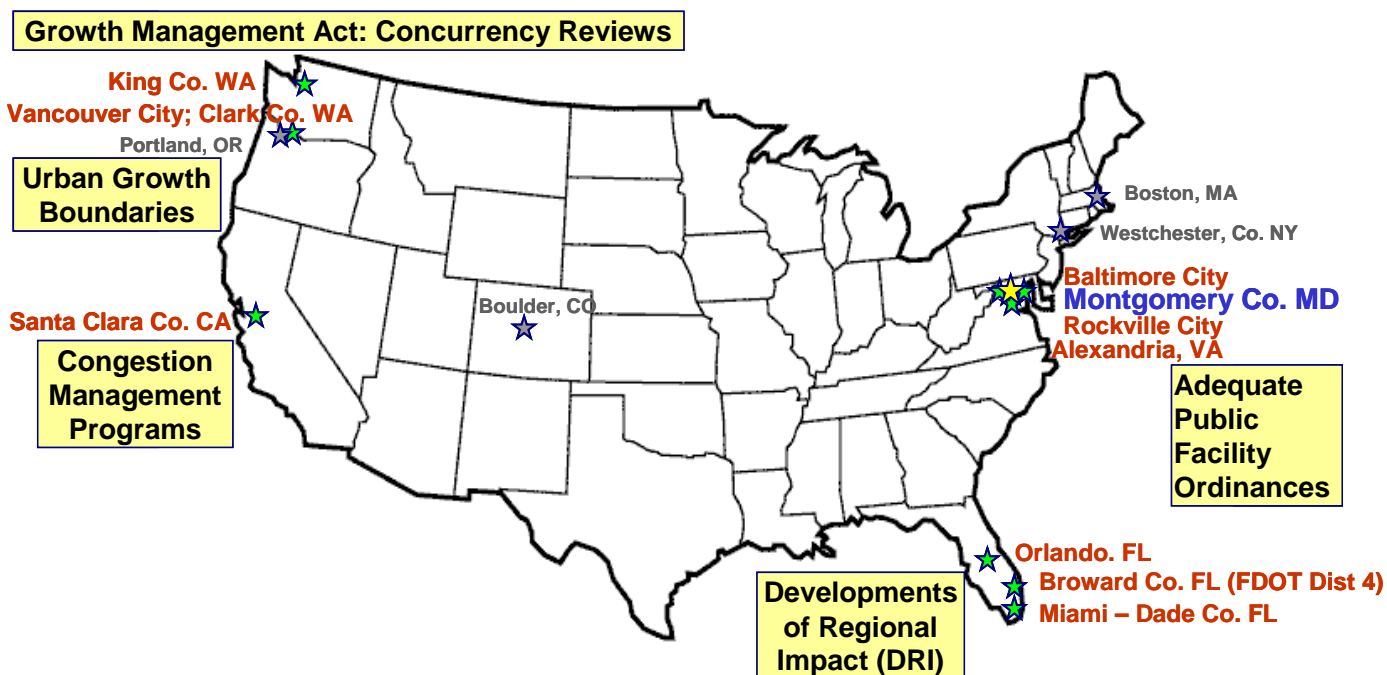 Growth Management Act: Concurrency Reviews
King Co. WA
Vancouver City; Clark Co. WA
Portland, OR
Urban Growth
Boundaries
Boston, MA
Westchester, Co. NY
Baltimore City
Montgomery Co. MD
Rockville City
Alexandria, VA
Boulder, CO
Santa Clara Co. CA
Congestion
Management
Programs
Adequate
Public
Facility
Ordinances
Orlando. FL
Broward Co. FL (FDOT Dist 4)
Miami – Dade Co. FL
Developments
of Regional
Impact (DRI)